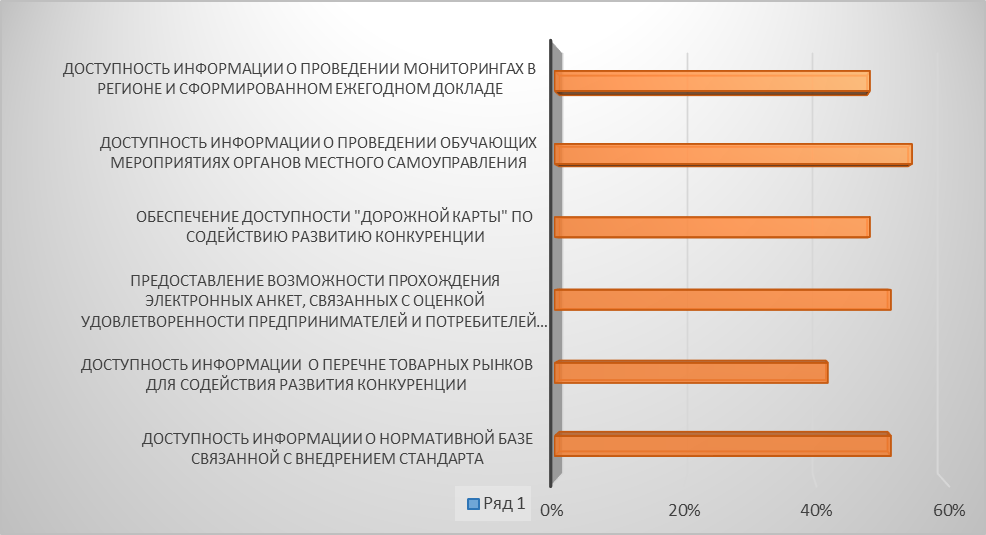 ДОСТУПНОСТЬ ИНФОРМАЦИИ О ПРОВЕДЕНИИ МОНИТОРИНГАХ В
РЕГИОНЕ И СФОРМИРОВАННОМ ЕЖЕГОДНОМ ДОКЛАДЕ
ДОСТУПНОСТЬ ИНФОРМАЦИИ О ПРОВЕДЕНИИ ОБУЧАЮЩИХ
МЕРОПРИЯТИЯХ ОРГАНОВ МЕСТНОГО САМОУПРАВЛЕНИЯ
ОБЕСПЕЧЕНИЕ ДОСТУПНОСТИ "ДОРОЖНОЙ КАРТЫ" ПО
СОДЕЙСТВИЮ РАЗВИТИЮ КОНКУРЕНЦИИ
ПРЕДОСТАВЛЕНИЕ ВОЗМОЖНОСТИ ПРОХОЖДЕНИЯ
ЭЛЕКТРОННЫХ АНКЕТ, СВЯЗАННЫХ С ОЦЕНКОЙ
УДОВЛЕТВОРЕННОСТИ ПРЕДПРИНИМАТЕЛЕЙ И ПОТРЕБИТЕЛЕЙ...
ДОСТУПНОСТЬ ИНФОРМАЦИИ О ПЕРЕЧНЕ ТОВАРНЫХ РЫНКОВ
ДЛЯ СОДЕЙСТВИЯ РАЗВИТИЯ КОНКУРЕНЦИИ
ДОСТУПНОСТЬ ИНФОРМАЦИИ О НОРМАТИВНОЙ БАЗЕ
СВЯЗАННОЙ С ВНЕДРЕНИЕМ СТАНДАРТА
Ряд 1
0% 20% 40% 60%